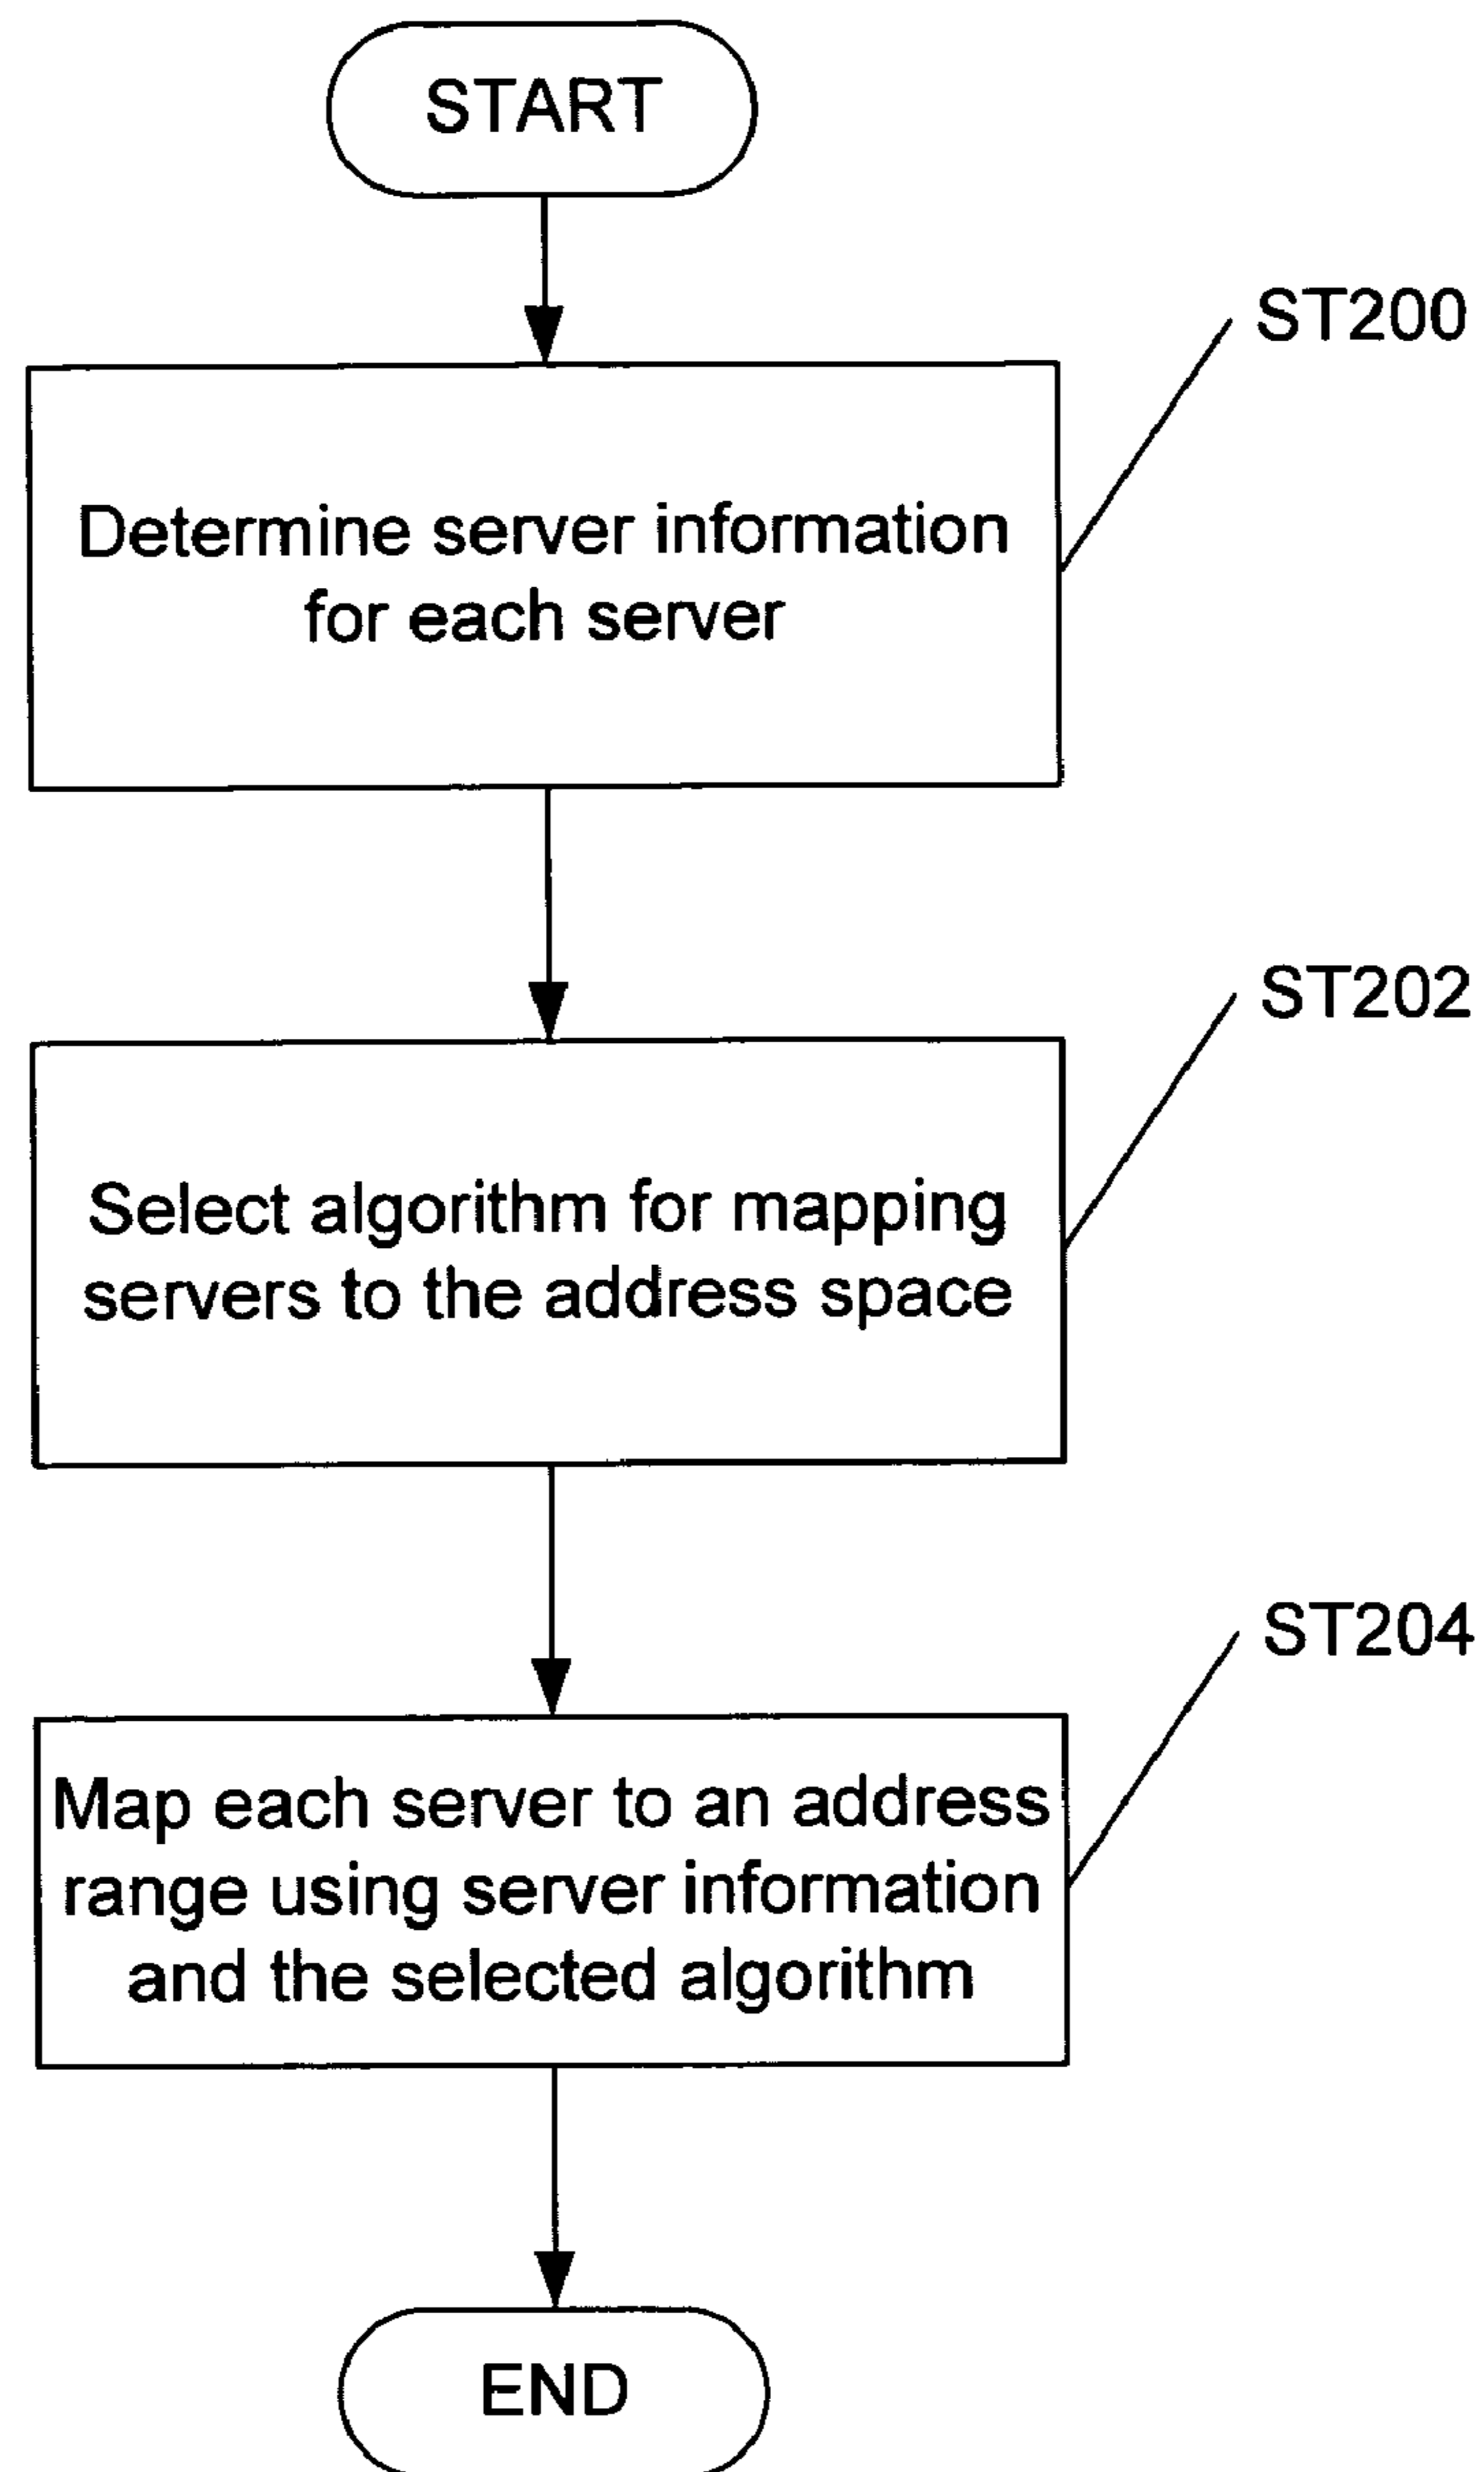 START
ST200
Determine server information
for each server
ST202
Select algorithm for mapping
servers to the address space
ST204
Map each server to an address
range using server information
and the selected algorithm
END